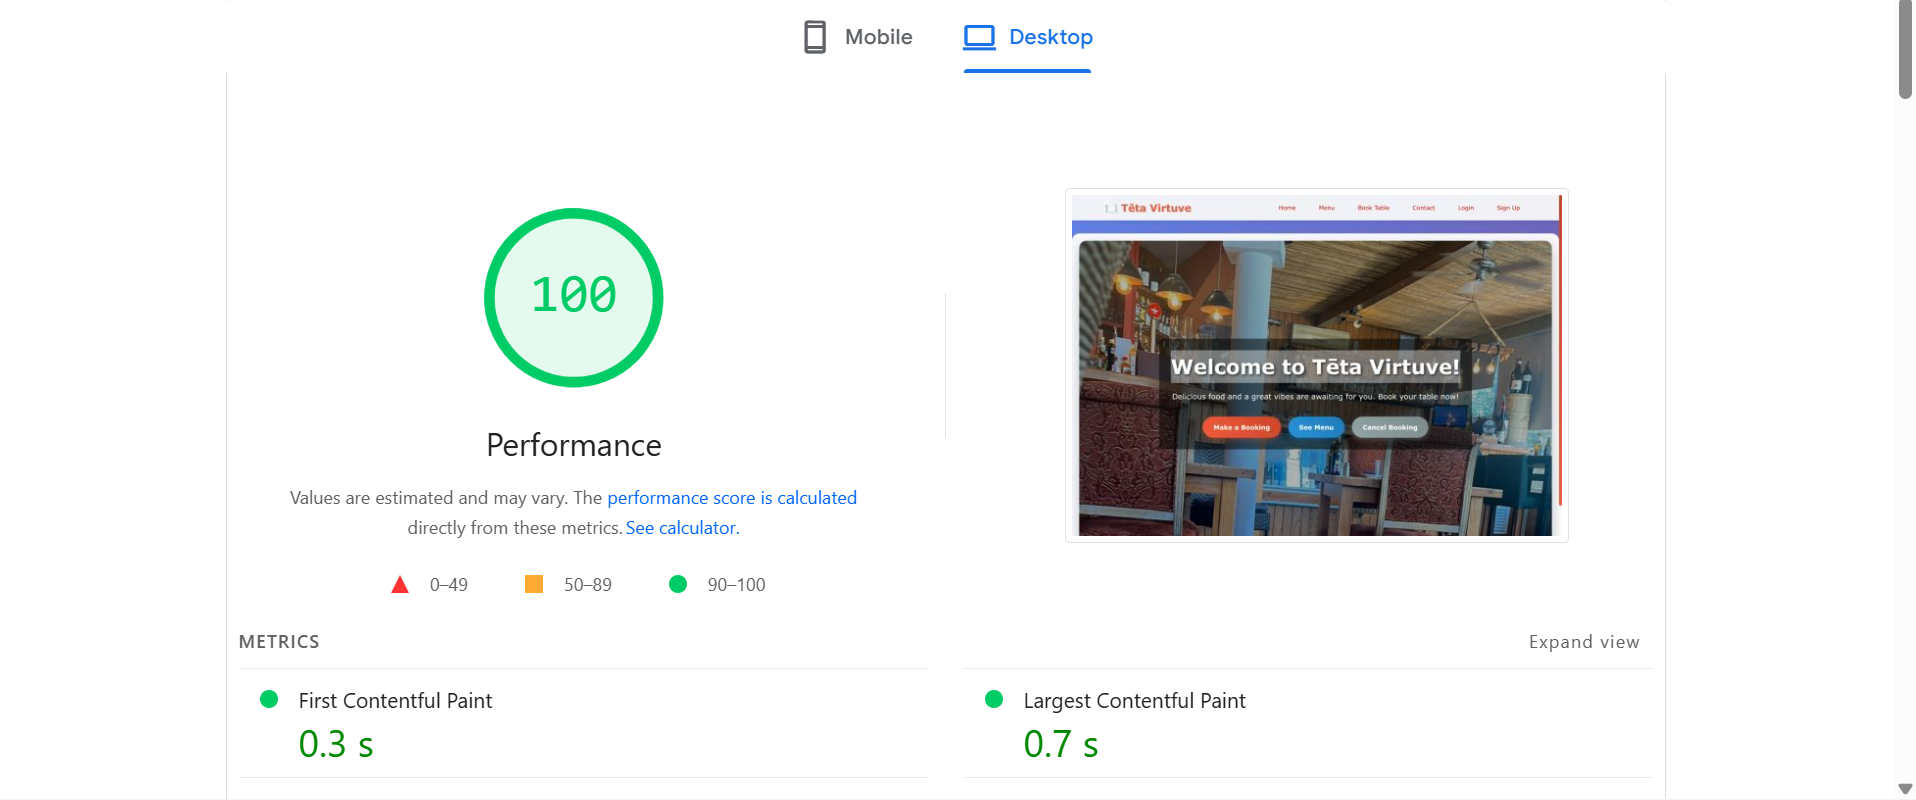 Mobile
Desktop
100
Performance
Values are estimated and may vary. The performance score is calculated
directly from these metrics. See calculator.
0–49
50–89
90–100
Tēta Virtuve
Home
Menu
Book Table
Contact
Login
Sign Up
Welcome to Tēta Virtuve!
Delicious food and a great vibes are awaiting for you. Book your table now!
Make a Booking
See Menu
Cancel Booking
METRICS
Expand view
First Contentful Paint
0.3 s
Largest Contentful Paint
0.7 s